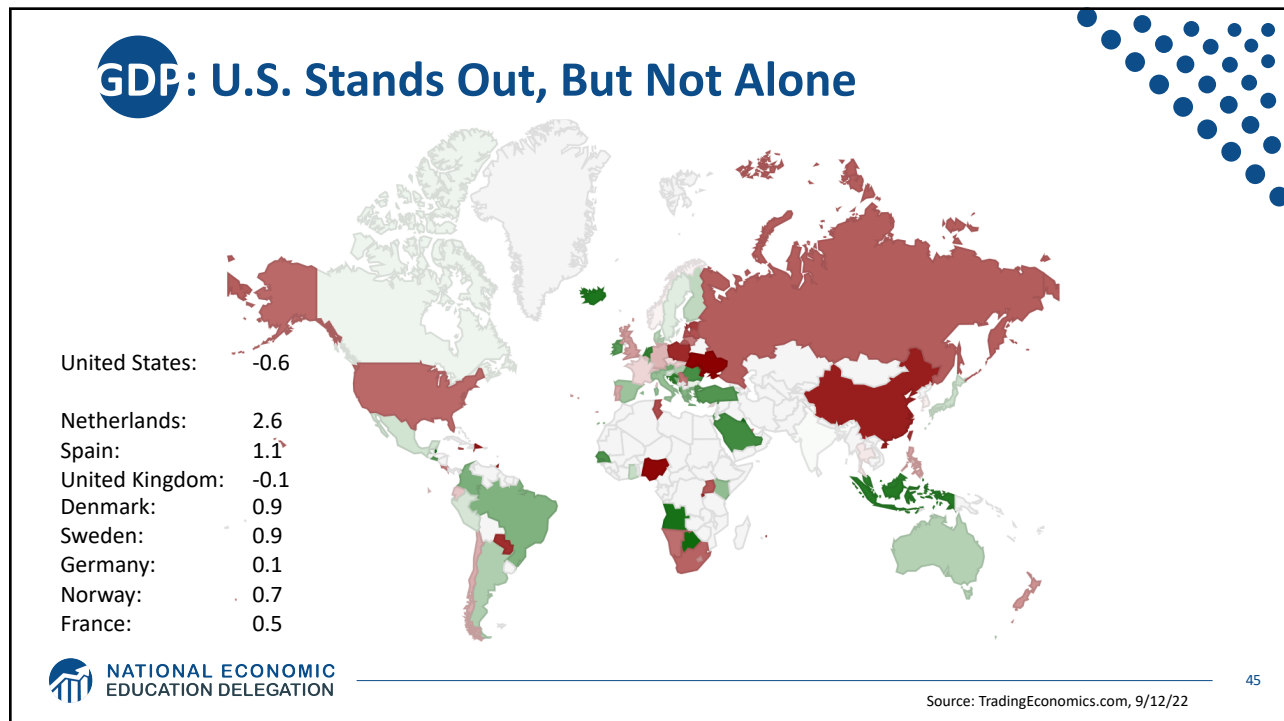 GDP: U.S. Stands Out, But Not Alone
United States: -0.6
Netherlands: 2.6
Spain: 1.1
United Kingdom: -0.1
Denmark: 0.9
Sweden: 0.9
Germany: 0.1
Norway: 0.7
France: 0.5
NATIONAL ECONOMIC
EDUCATION DELEGATION
45
Source: TradingEconomics.com, 9/12/22